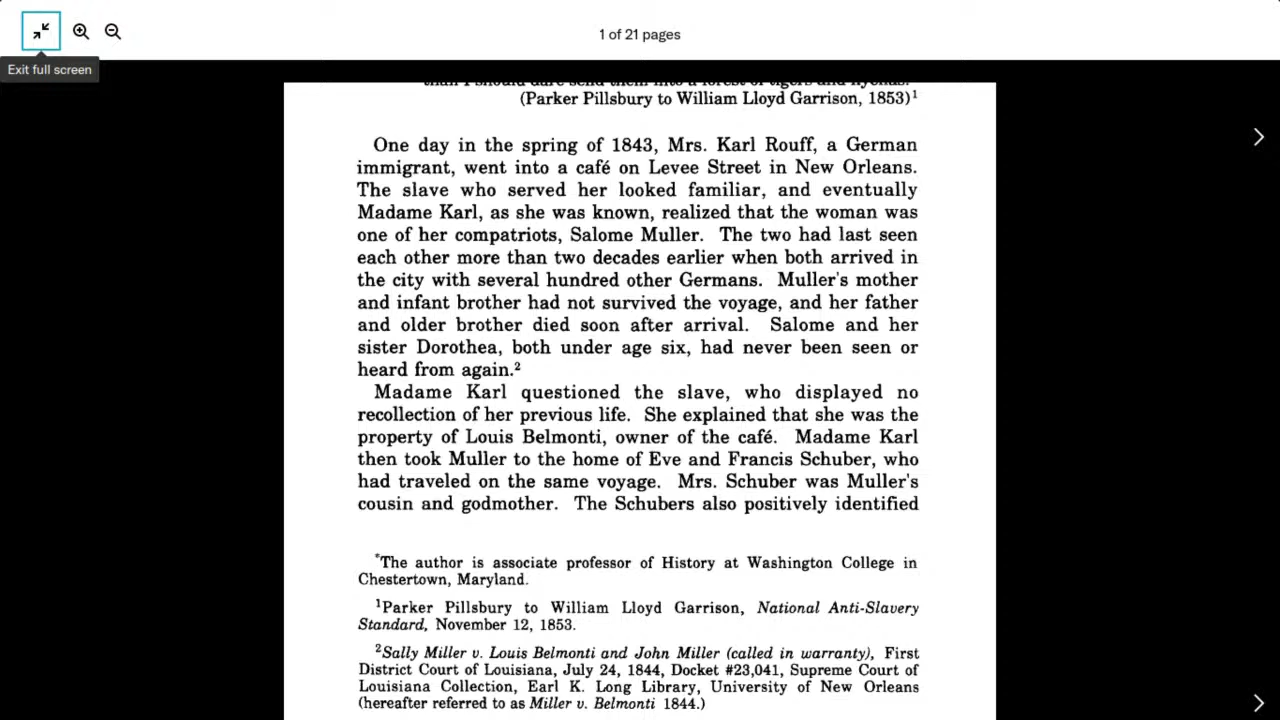 1 of 21 pages
Exit full screen
than I should dare send them into a forest of tigers and hyenas.
(Parker Pillsbury to William Lloyd Garrison, 1853)¹
One day in the spring of 1843, Mrs. Karl Rouff, a German
immigrant, went into a café on Levee Street in New Orleans.
The slave who served her looked familiar, and eventually
Madame Karl, as she was known, realized that the woman was
one of her compatriots, Salome Muller. The two had last seen
each other more than two decades earlier when both arrived in
the city with several hundred other Germans. Muller's mother
and infant brother had not survived the voyage, and her father
and older brother died soon after arrival. Salome and her
sister Dorothea, both under age six, had never been seen or
heard from again.²
Madame Karl questioned the slave, who displayed no
recollection of her previous life. She explained that she was the
property of Louis Belmonti, owner of the café. Madame Karl
then took Muller to the home of Eve and Francis Schuber, who
had traveled on the same voyage. Mrs. Schuber was Muller's
cousin and godmother. The Schubers also positively identified
*The author is associate professor of History at Washington College in
Chestertown, Maryland.
¹Parker Pillsbury to William Lloyd Garrison, National Anti-Slavery
Standard, November 12, 1853.
²Sally Miller v. Louis Belmonti and John Miller (called in warranty), First
District Court of Louisiana, July 24, 1844, Docket #23,041, Supreme Court of
Louisiana Collection, Earl K. Long Library, University of New Orleans
(hereafter referred to as Miller v. Belmonti 1844.)